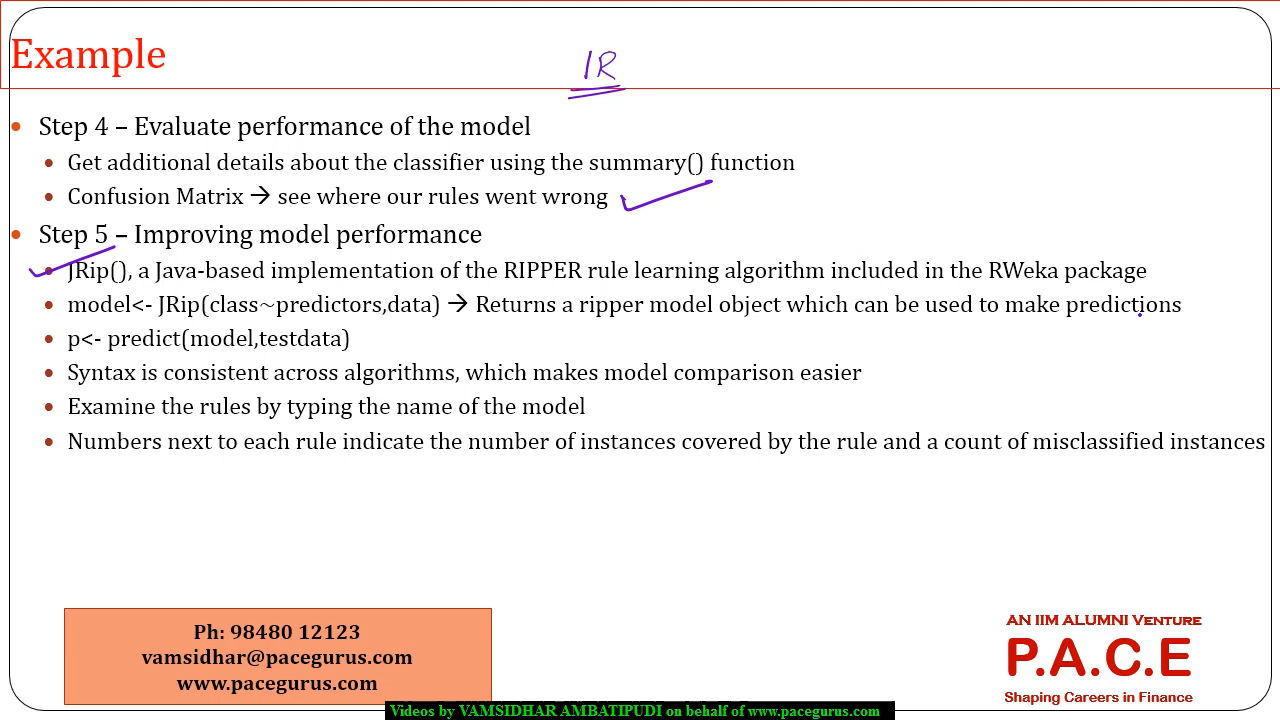 Example
1R
Step 4 – Evaluate performance of the model
Get additional details about the classifier using the summary() function
Confusion Matrix → see where our rules went wrong
Step 5 – Improving model performance
JRip(), a Java-based implementation of the RIPPER rule learning algorithm included in the RWeka package
model<- JRip(class~predictors,data) → Returns a ripper model object which can be used to make predictions
p<- predict(model,testdata)
Syntax is consistent across algorithms, which makes model comparison easier
Examine the rules by typing the name of the model
Numbers next to each rule indicate the number of instances covered by the rule and a count of misclassified instances
Ph: 98480 12123
vamsidhar@pacegurus.com
www.pacegurus.com
AN IIM ALUMNI VENTURE
P.A.C.E
Shaping Careers in Finance
Videos by VAMSIDHAR AMBATIPUDI on behalf of www.pacegurus.com